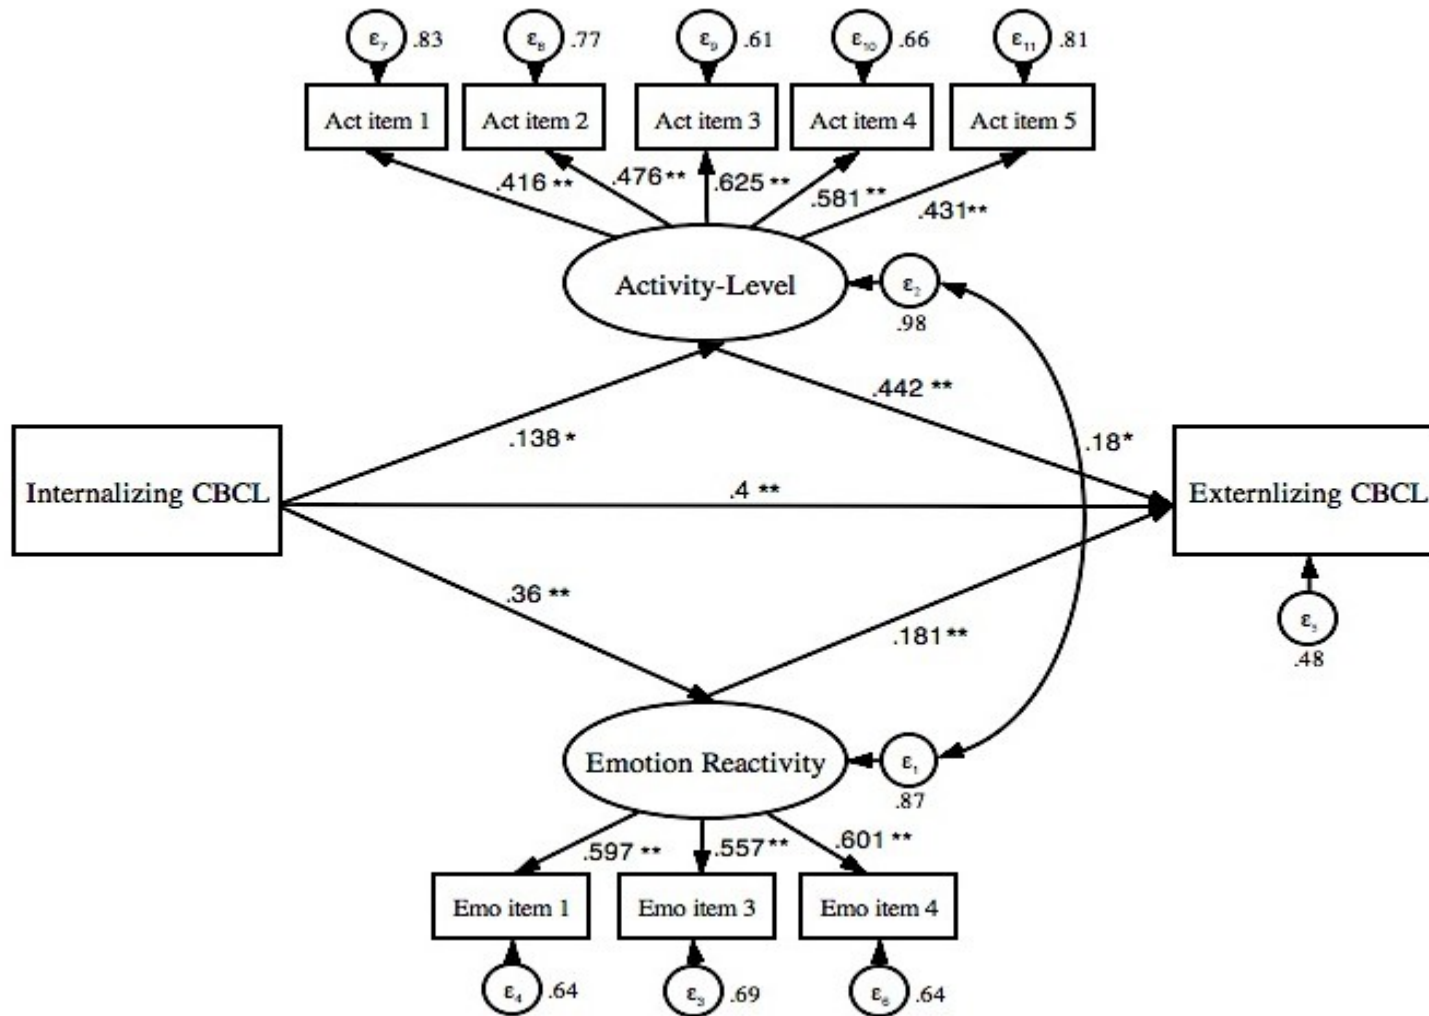 ε₇ .83 ε₈ .77 ε₉ .61 ε₁₀ .66 ε₁₁ .81
Act item 1 Act item 2 Act item 3 Act item 4 Act item 5
.416 ** .476 ** .625 ** .581 ** .431**
Activity-Level ε₂
.98
.442 **
.138 * .18*
Internalizing CBCL .4 ** Externlizing CBCL
.36 **
.181 ** ε₅
.48
Emotion Reactivity ε₁
.87
.597 ** .557** .601 **
Emo item 1 Emo item 3 Emo item 4
ε₄ .64 ε₃ .69 ε₆ .64